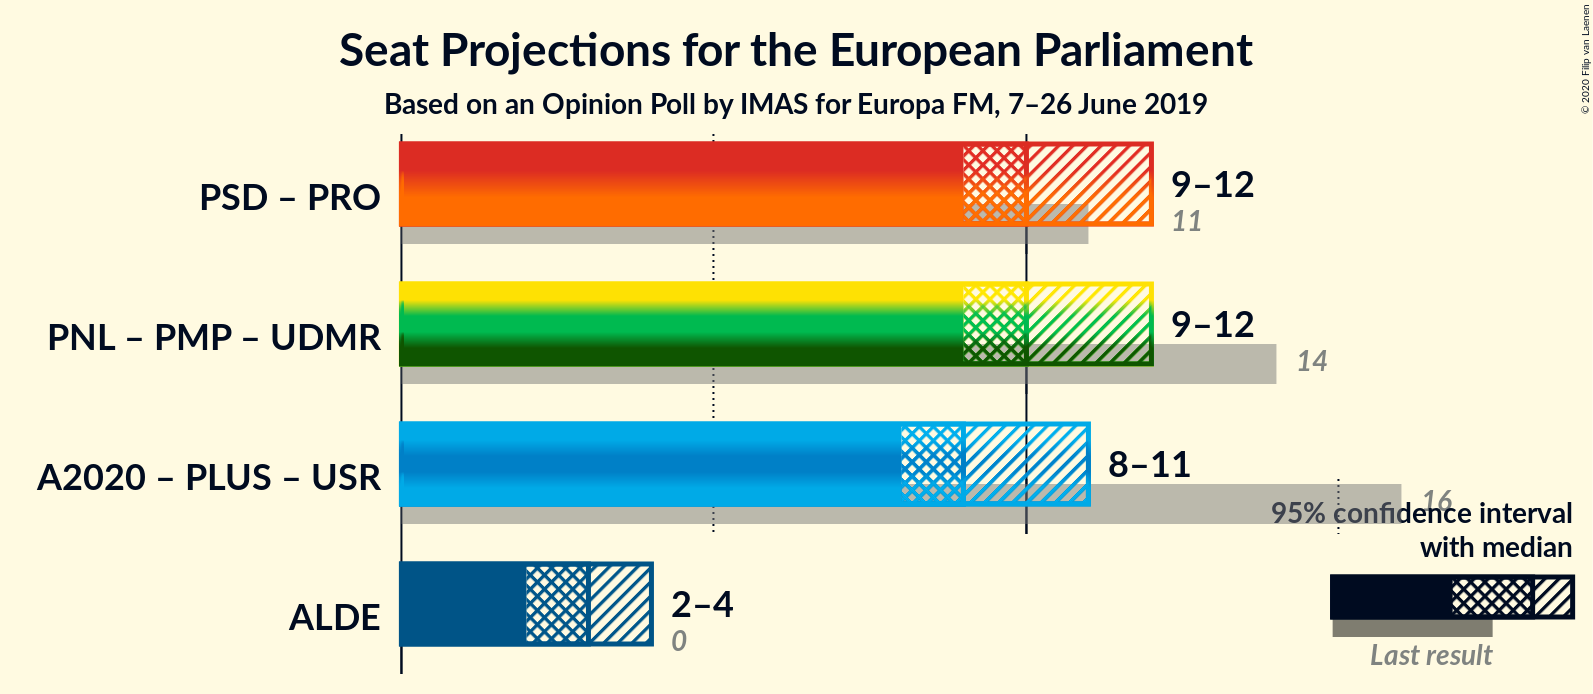 Seat Projections for the European Parliament
Based on an Opinion Poll by IMAS for Europa FM, 7–26 June 2019
© 2020 Filip van Laenen
PSD – PRO
9–12
11
PNL – PMP – UDMR
9–12
14
A2020 – PLUS – USR
8–11
16
95% confidence interval
with median
ALDE
2–4
0
Last result